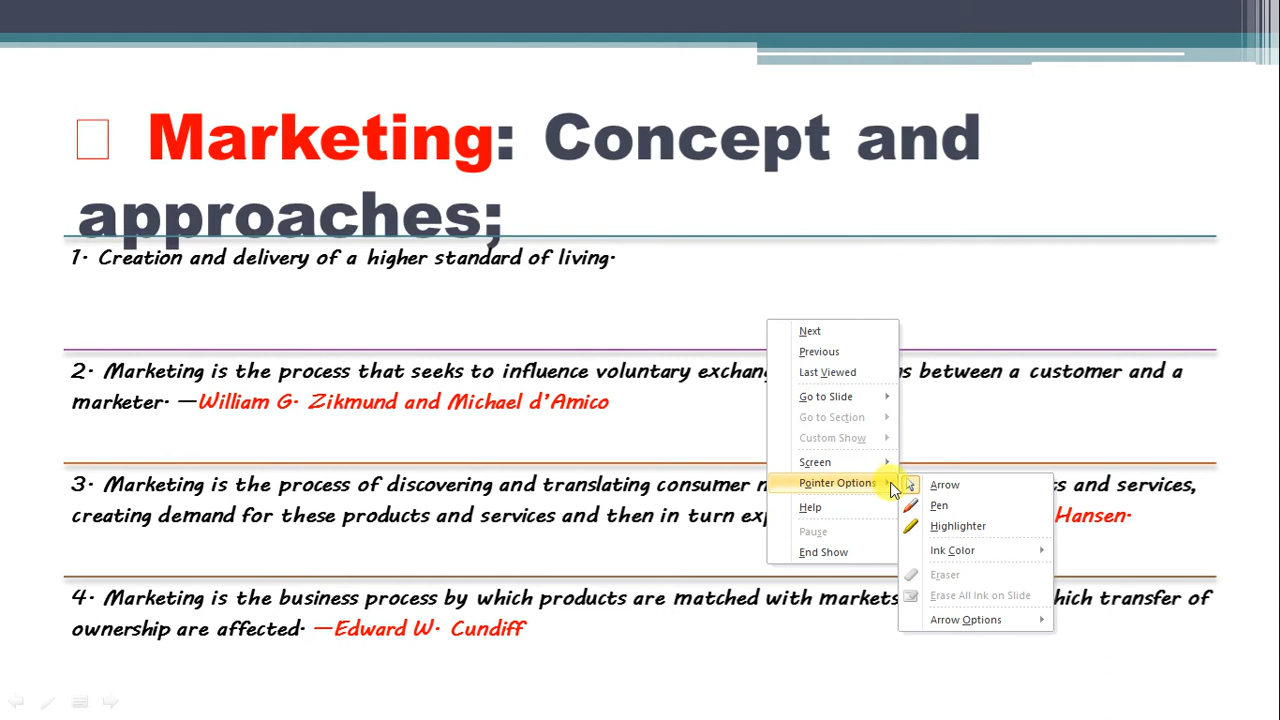 Marketing: Concept and
approaches;
1. Creation and delivery of a higher standard of living.
2. Marketing is the process that seeks to influence voluntary between a customer and a
marketer. —William G. Zikmund and Michael d'Amico
3. Marketing is the process of discovering and translating consumer and services,
creating demand for these products and services and then in turn Hansen.
4. Marketing is the business process by which products are matched with markets transfer of
ownership are affected. —Edward W. Cundiff
Next
Previous
Last Viewed
Go to Slide
Go to Section
Custom Show
Screen
Pointer Options
Help
Pause
End Show
Arrow
Pen
Highlighter
Ink Color
Eraser
Erase All Ink on Slide
Arrow Options